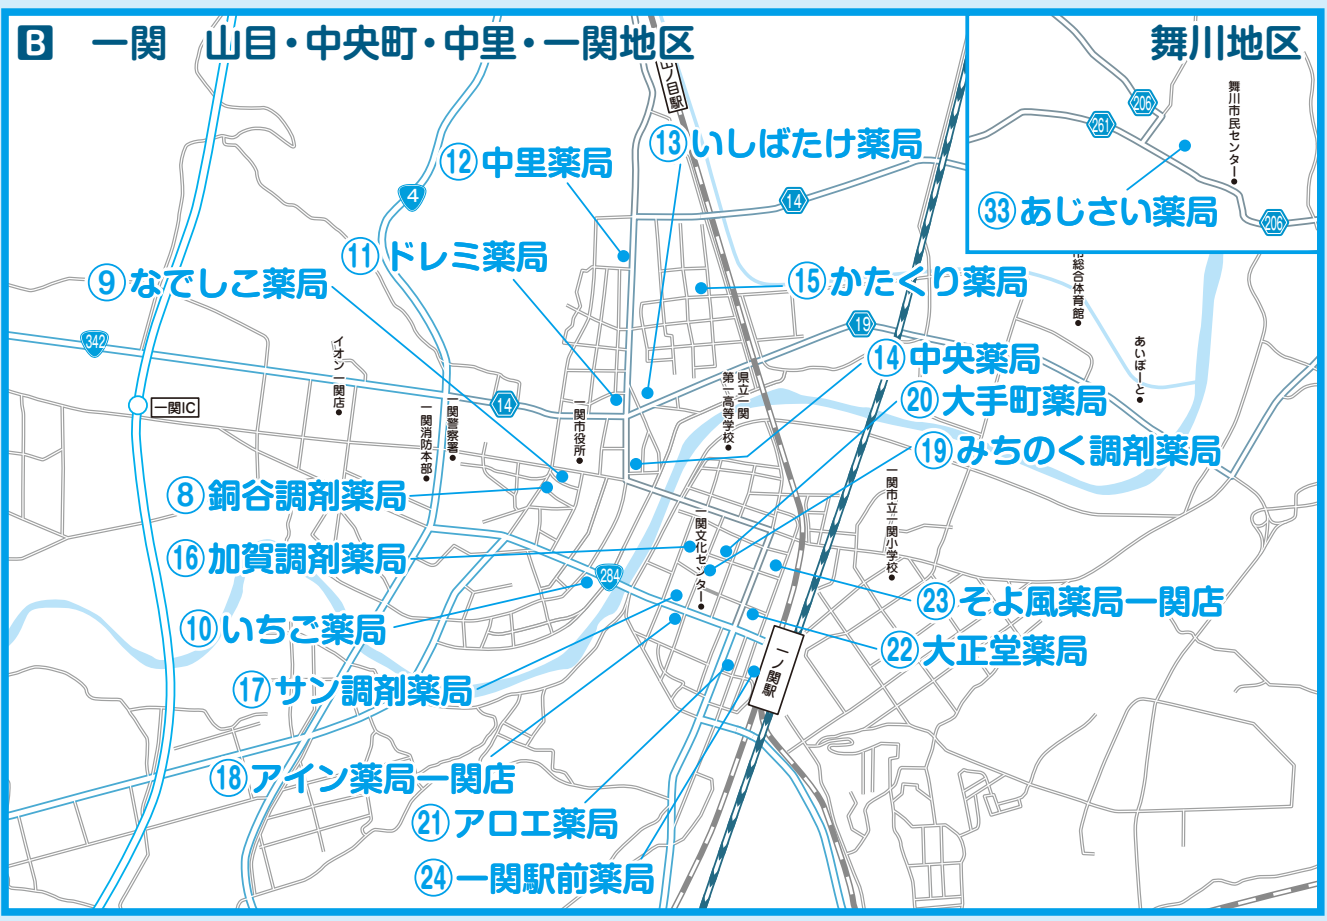 B 一関 山目・中央町・中里・一関地区
舞川地区
山ノ目駅
舞川市民センター
206
261
⑬いしばたけ薬局
⑫中里薬局
4
14
㉝あじさい薬局
206
⑪ドレミ薬局
⑨なでしこ薬局
⑮かたくり薬局
市総合体育館
342
19
イオン一関店
あいぽーと
⑭中央薬局
県立一関
第一高等学校
⑳大手町薬局
一関IC
14
一関市役所
一関警察署
一関消防本部
⑲みちのく調剤薬局
一関市立一関小学校
⑧銅谷調剤薬局
一関文化センター
⑯加賀調剤薬局
284
㉓そよ風薬局一関店
⑩いちご薬局
㉒大正堂薬局
一ノ関駅
⑰サン調剤薬局
⑱アイン薬局一関店
㉑アロエ薬局
㉔一関駅前薬局